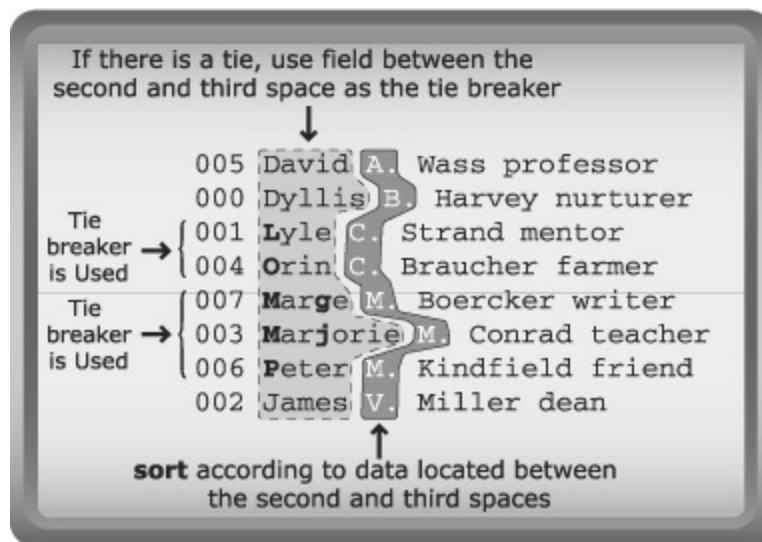 If there is a tie, use field between the
second and third space as the tie breaker
005 David A. Wass professor
000 Dyllis B. Harvey nurturer
Tie
breaker
is Used
001 Lyle C. Strand mentor
004 Orin C. Braucher farmer
Tie
breaker
is Used
007 Marge M. Boercker writer
003 Marjorie M. Conrad teacher
006 Peter M. Kindfield friend
002 James V. Miller dean
sort according to data located between
the second and third spaces